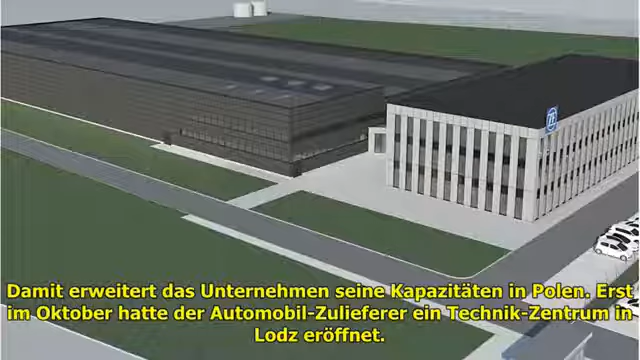 ZF
Damit erweitert das Unternehmen seine Kapazitäten in Polen. Erst
im Oktober hatte der Automobil-Zulieferer ein Technik-Zentrum in
Lodz eröffnet.